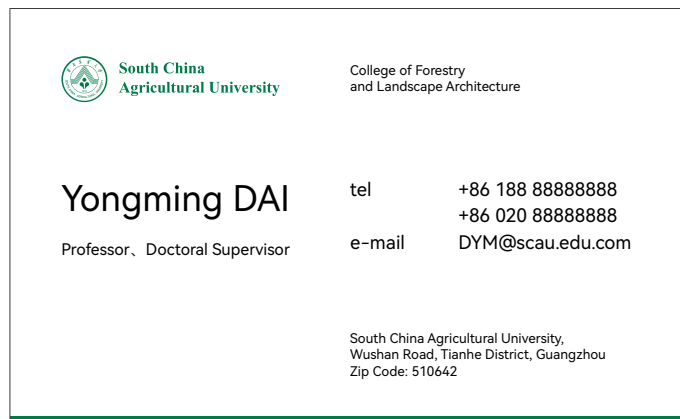 South China
Agricultural University
College of Forestry
and Landscape Architecture
Yongming DAI
Professor、Doctoral Supervisor
tel +86 188 88888888
+86 020 88888888
e-mail DYM@scau.edu.com
South China Agricultural University,
Wushan Road, Tianhe District, Guangzhou
Zip Code: 510642